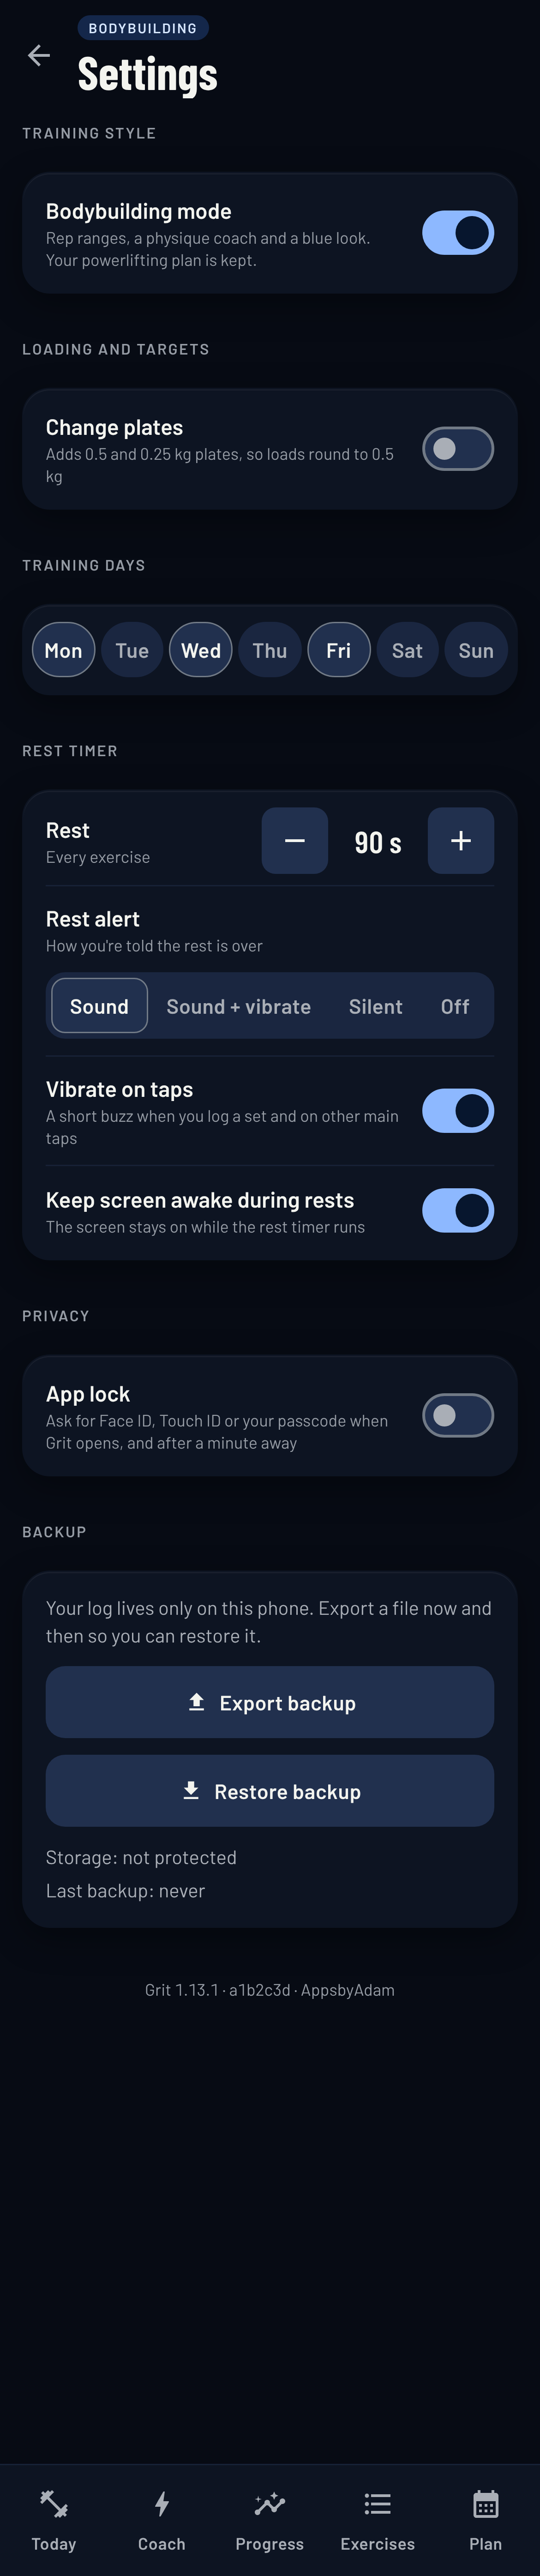 BODYBUILDING
Settings
TRAINING STYLE
Bodybuilding mode
Rep ranges, a physique coach and a blue look.
Your powerlifting plan is kept.
LOADING AND TARGETS
Change plates
Adds 0.5 and 0.25 kg plates, so loads round to 0.5
kg
TRAINING DAYS
Mon Tue Wed Thu Fri Sat Sun
REST TIMER
Rest
Every exercise
90 s
Rest alert
How you're told the rest is over
Sound Sound + vibrate Silent Off
Vibrate on taps
A short buzz when you log a set and on other main
taps
Keep screen awake during rests
The screen stays on while the rest timer runs
PRIVACY
App lock
Ask for Face ID, Touch ID or your passcode when
Grit opens, and after a minute away
BACKUP
Your log lives only on this phone. Export a file now and
then so you can restore it.
Export backup
Restore backup
Storage: not protected
Last backup: never
Grit 1.13.1 · a1b2c3d · AppsbyAdam
Today Coach Progress Exercises Plan